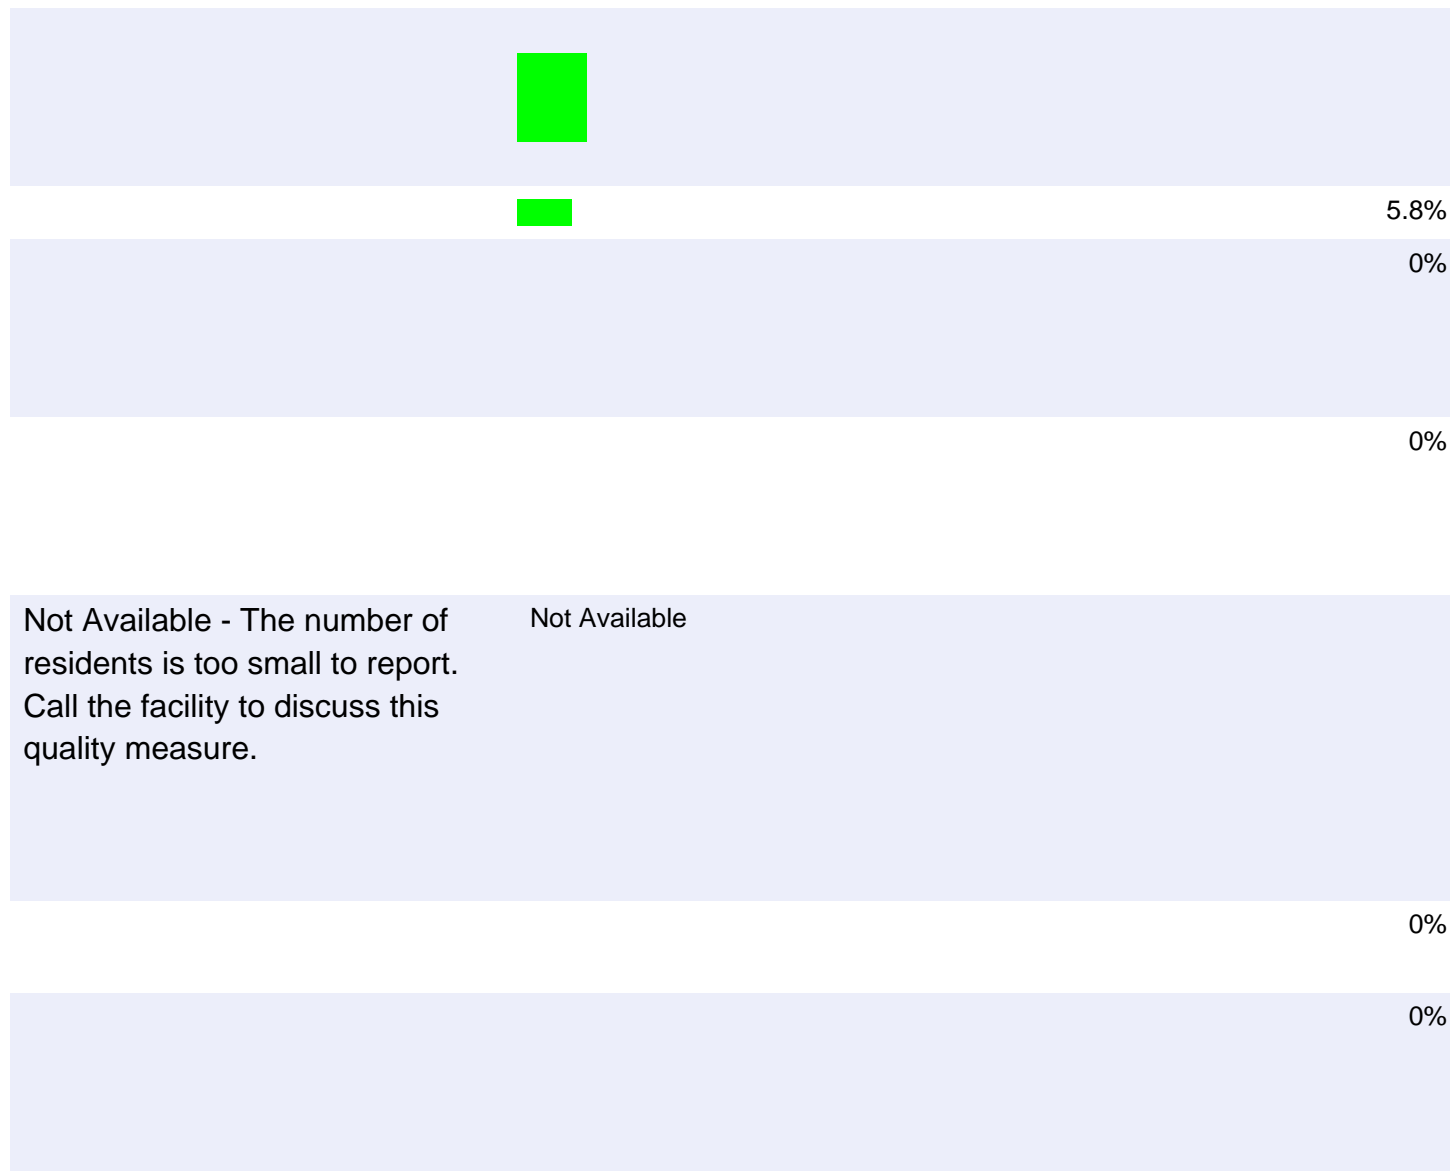 5.8%
0%
0%
Not Available - The number of
residents is too small to report.
Call the facility to discuss this
quality measure.
Not Available
0%
0%